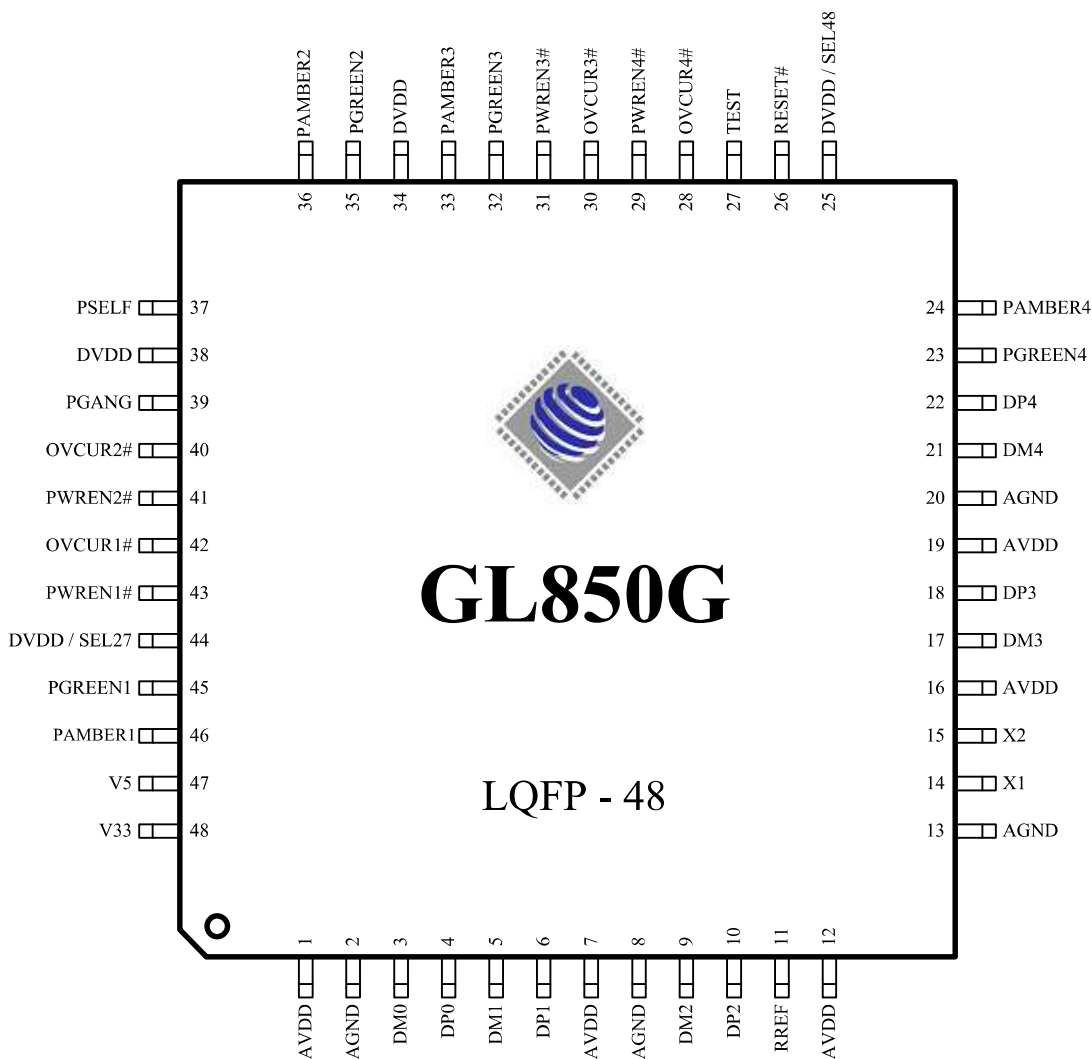 PAMBER2
PGREEN2
DVDD
PAMBER3
PGREEN3
PWREN3#
OVCUR3#
PWREN4#
OVCUR4#
TEST
RESET#
DVDD / SEL48
36
35
34
33
32
31
30
29
28
27
26
25
PSELF 37
DVDD 38
PGANG 39
OVCUR2# 40
PWREN2# 41
OVCUR1# 42
PWREN1# 43
DVDD / SEL27 44
PGREEN1 45
PAMBER1 46
V5 47
V33 48
24 PAMBER4
23 PGREEN4
22 DP4
21 DM4
20 AGND
19 AVDD
18 DP3
17 DM3
16 AVDD
15 X2
14 X1
13 AGND
GL850G
LQFP - 48
1
2
3
4
5
6
7
8
9
10
11
12
AVDD
AGND
DM0
DP0
DM1
DP1
AVDD
AGND
DM2
DP2
RREF
AVDD